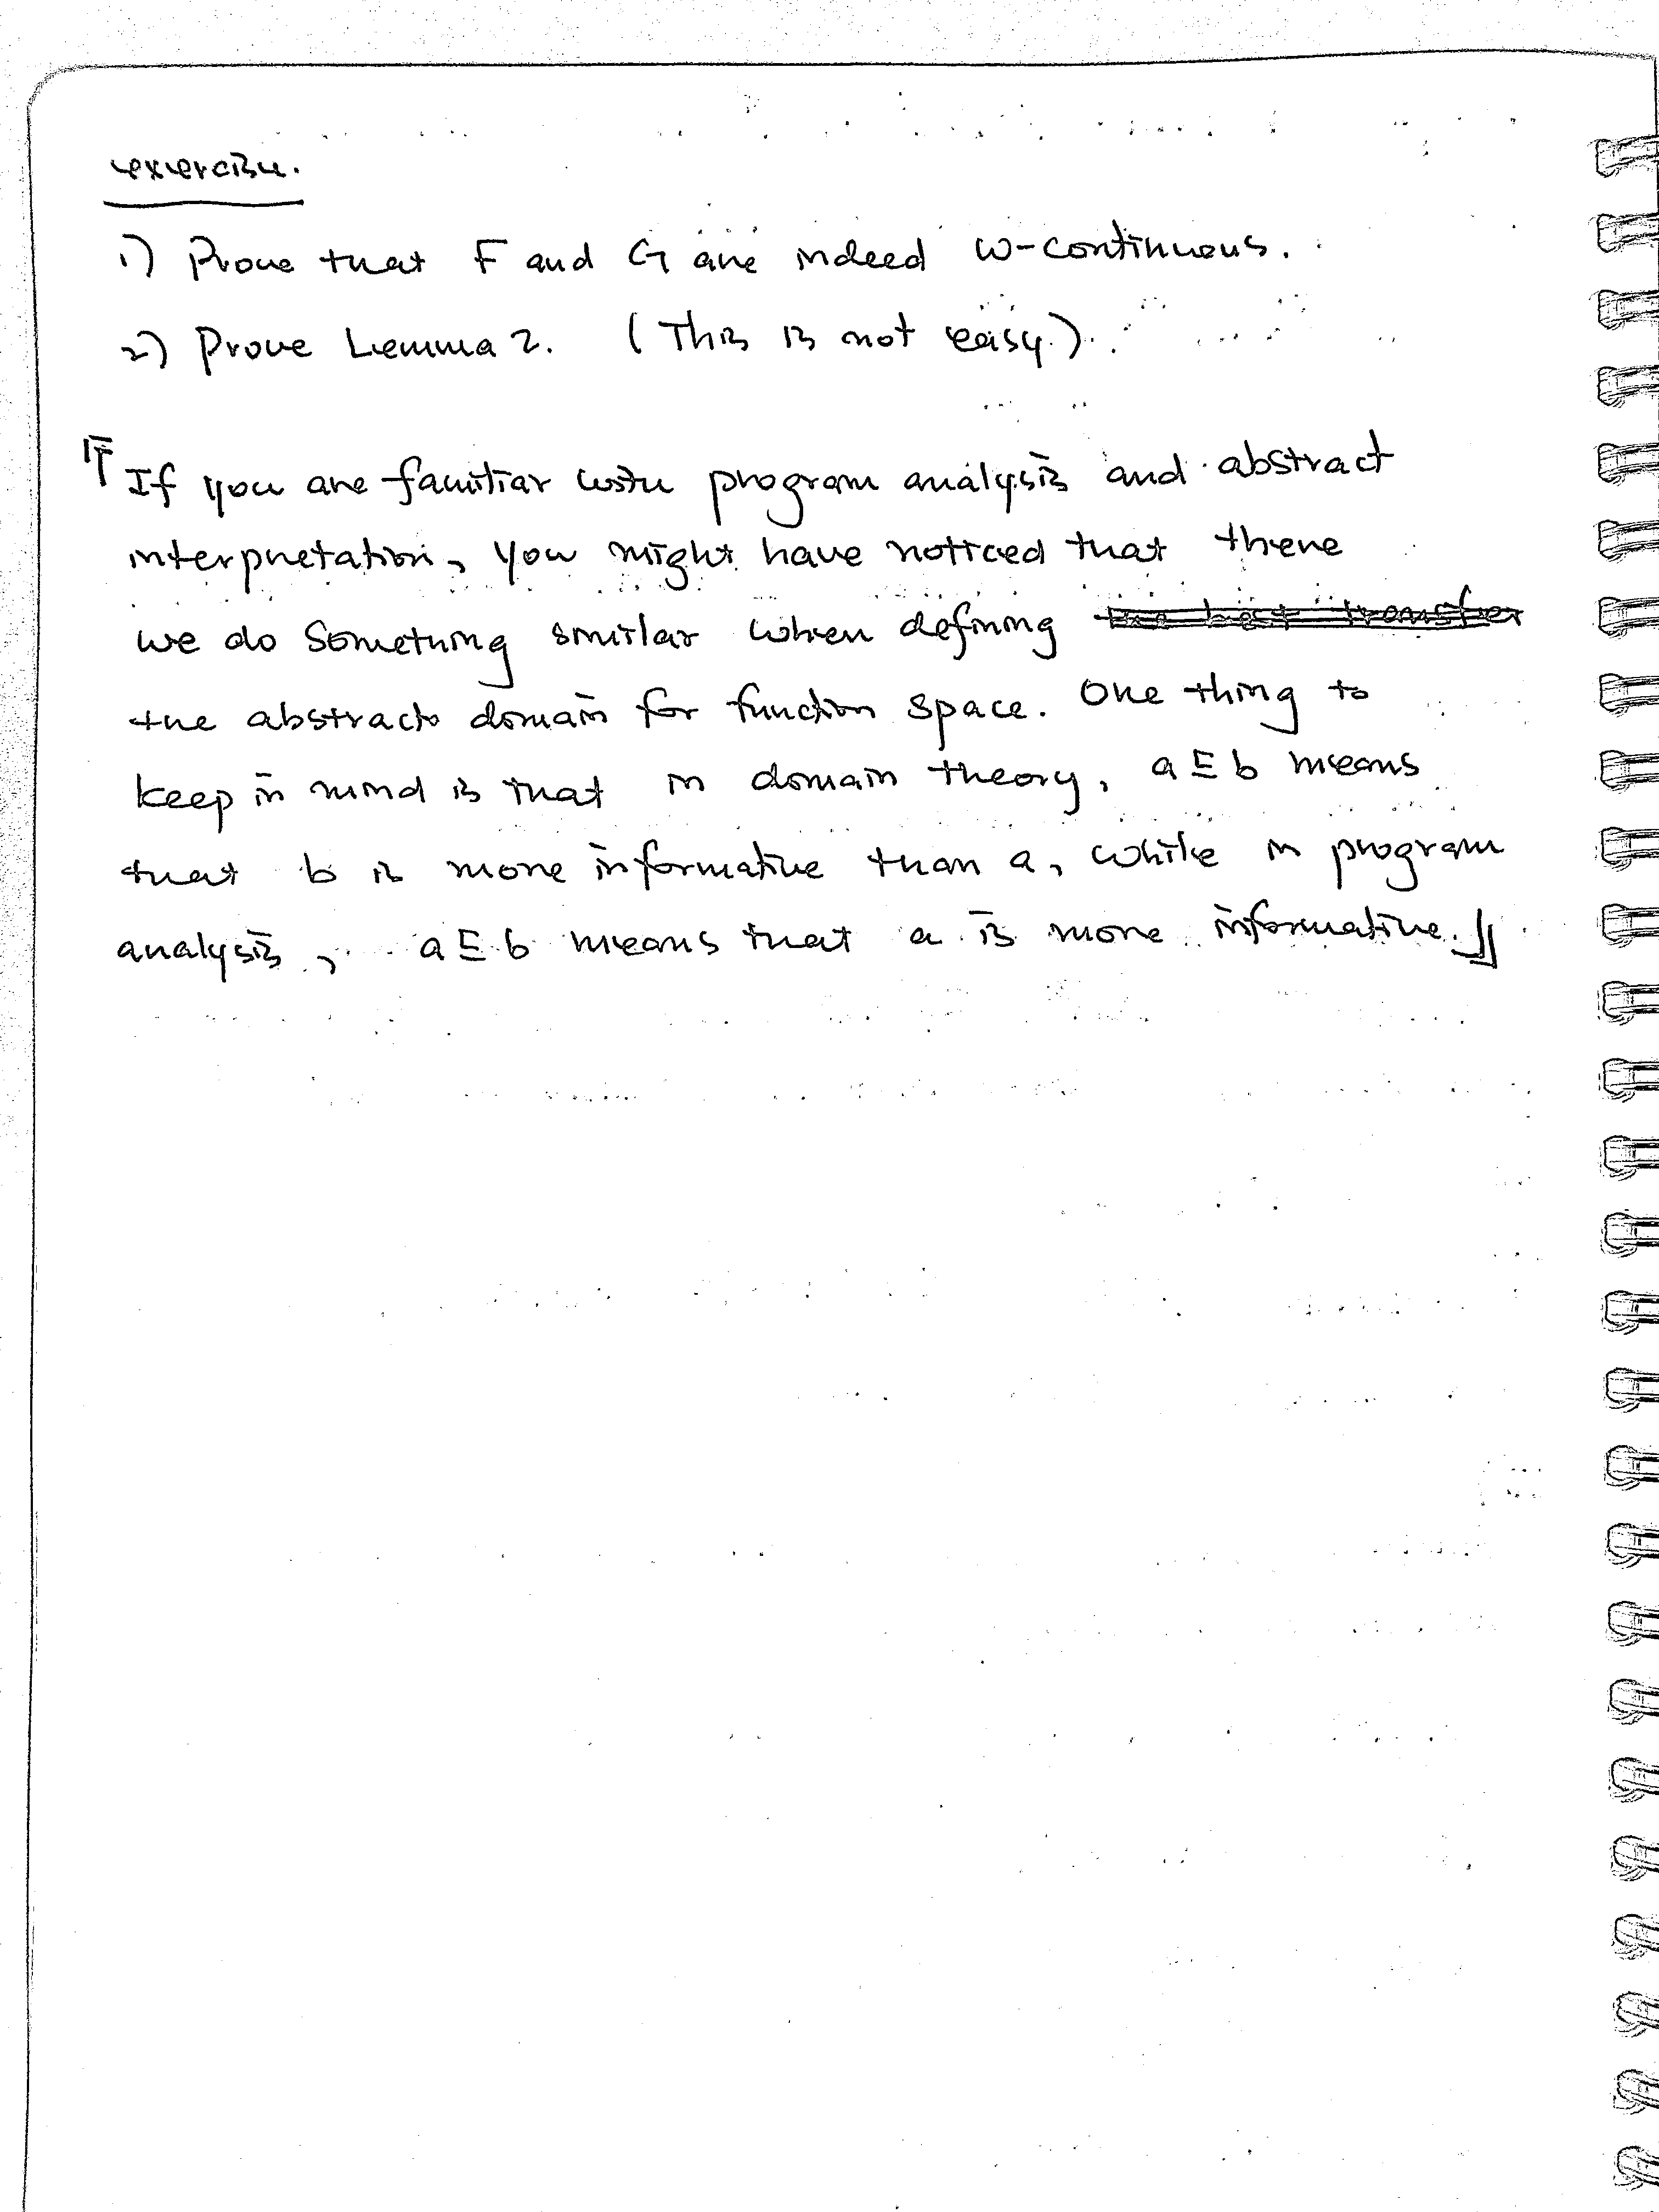 exercise.
1) Prove that F and G are indeed ω-continuous.
2) Prove Lemma 2. (This is not easy.)
『If you are familiar with program analysis and abstract
interpretation, you might have noticed that there
we do something similar when defining the best transfer
the abstract domain for function space. One thing to
keep in mind is that in domain theory, a ⊑ b means
that b is more informative than a, while in program
analysis, a ⊑ b means that a is more informative.』